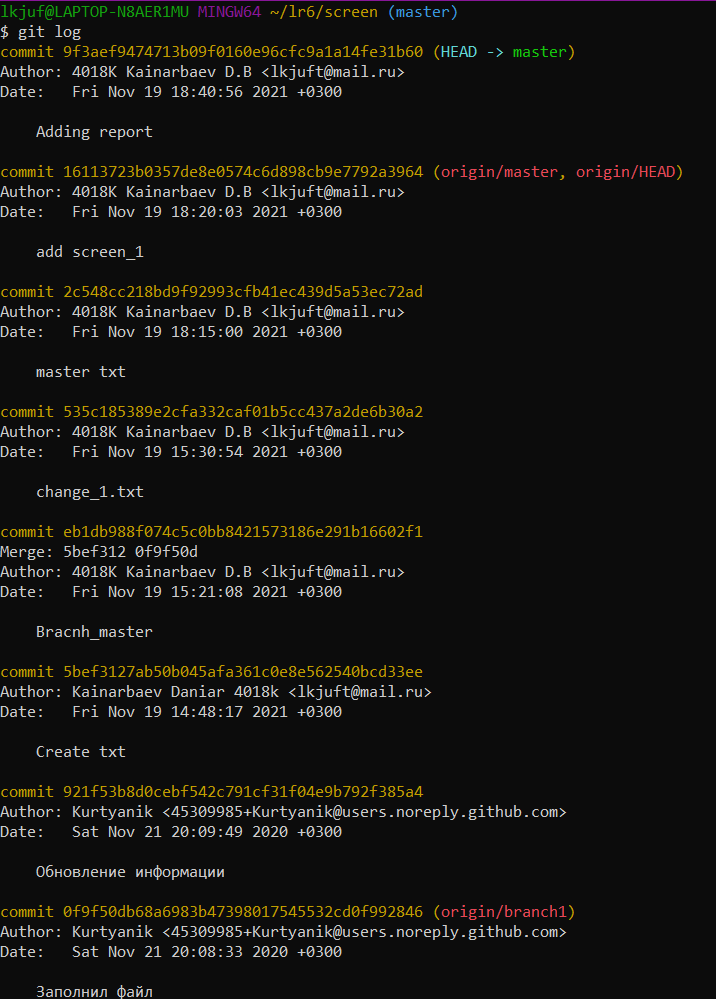 lkjuf@LAPTOP-N8AER1MU MINGW64 ~/lr6/screen (master)
$ git log
commit 9f3aef9474713b09f0160e96cfc9a1a14fe31b60 (HEAD -> master)
Author: 4018K Kainarbaev D.B <lkjuft@mail.ru>
Date:   Fri Nov 19 18:40:56 2021 +0300
Adding report
commit 16113723b0357de8e0574c6d898cb9e7792a3964 (origin/master, origin/HEAD)
Author: 4018K Kainarbaev D.B <lkjuft@mail.ru>
Date:   Fri Nov 19 18:20:03 2021 +0300
add screen_1
commit 2c548cc218bd9f92993cfb41ec439d5a53ec72ad
Author: 4018K Kainarbaev D.B <lkjuft@mail.ru>
Date:   Fri Nov 19 18:15:00 2021 +0300
master txt
commit 535c185389e2cfa332caf01b5cc437a2de6b30a2
Author: 4018K Kainarbaev D.B <lkjuft@mail.ru>
Date:   Fri Nov 19 15:30:54 2021 +0300
change_1.txt
commit eb1db988f074c5c0bb8421573186e291b16602f1
Merge: 5bef312 0f9f50d
Author: 4018K Kainarbaev D.B <lkjuft@mail.ru>
Date:   Fri Nov 19 15:21:08 2021 +0300
Bracnh_master
commit 5bef3127ab50b045afa361c0e8e562540bcd33ee
Author: Kainarbaev Daniar 4018k <lkjuft@mail.ru>
Date:   Fri Nov 19 14:48:17 2021 +0300
Create txt
commit 921f53b8d0cebf542c791cf31f04e9b792f385a4
Author: Kurtyanik <45309985+Kurtyanik@users.noreply.github.com>
Date:   Sat Nov 21 20:09:49 2020 +0300
Обновление информации
commit 0f9f50db68a6983b47398017545532cd0f992846 (origin/branch1)
Author: Kurtyanik <45309985+Kurtyanik@users.noreply.github.com>
Date:   Sat Nov 21 20:08:33 2020 +0300
Заполнил файл